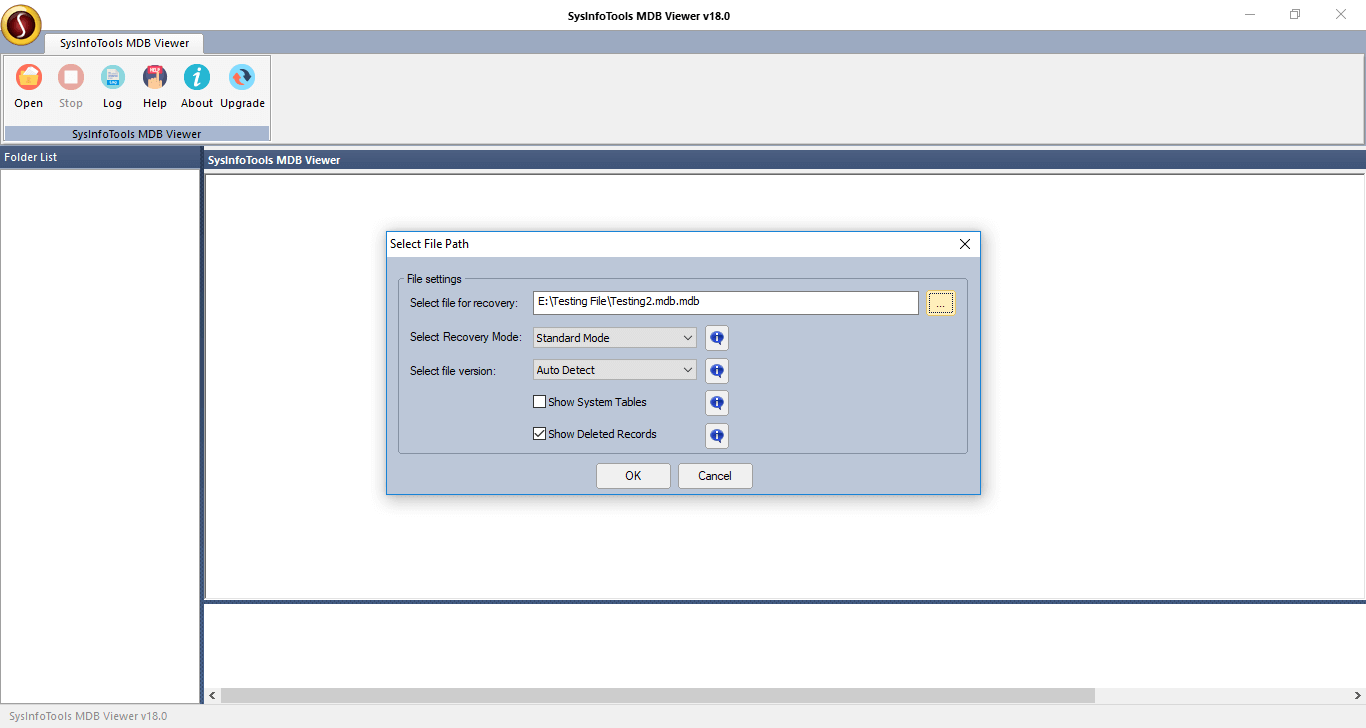 SysInfoTools MDB Viewer v18.0
SysInfoTools MDB Viewer
Open Stop Log Help About Upgrade
SysInfoTools MDB Viewer
Folder List
SysInfoTools MDB Viewer
Select File Path
File settings
Select file for recovery: E:\Testing File\Testing2.mdb.mdb ...
Select Recovery Mode: Standard Mode
Select file version: Auto Detect
Show System Tables
Show Deleted Records
OK Cancel
SysInfoTools MDB Viewer v18.0